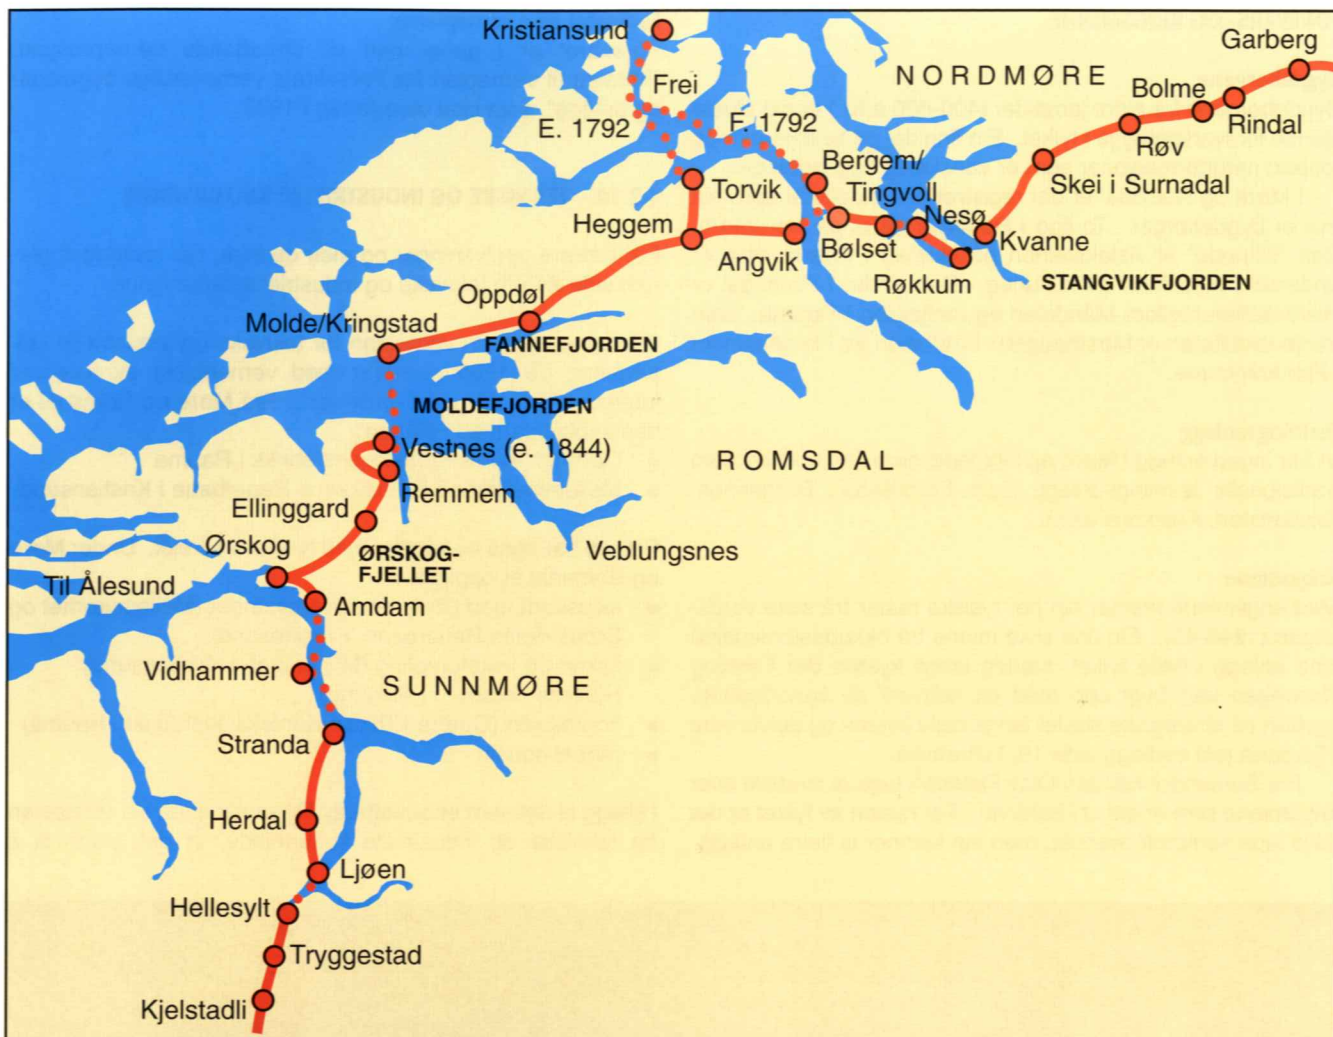 Kristiansund
Garberg
NORDMØRE
Frei
Bolme
E. 1792
F. 1792
Rindal
Røv
Bergem/
Tingvoll
Skei i Surnadal
Torvik
Heggem
Nesø
Kvanne
Angvik
Bølset
Røkkum
STANGVIKFJORDEN
Oppdøl
Molde/Kringstad
FANNEFJORDEN
MOLDEFJORDEN
Vestnes (e. 1844)
ROMSDAL
Remmem
Ellinggard
Ørskog
ØRSKOG-
FJELLET
Veblungsnes
Til Ålesund
Amdam
Vidhammer
SUNNMØRE
Stranda
Herdal
Ljøen
Hellesylt
Tryggestad
Kjelstadli